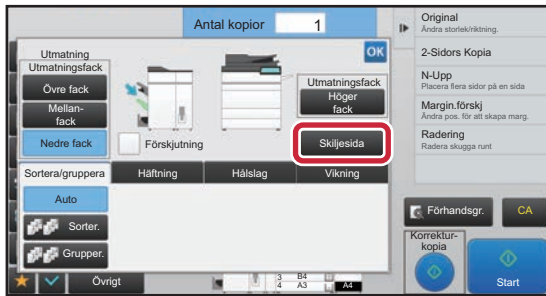 Antal kopior 1
Utmatning
OK
Utmatningsfack
Övre fack
Mellan-
fack
Nedre fack
Förskjutning
Utmatningsfack
Höger
fack
Skiljesida
Sortera/gruppera
Häftning
Hålslag
Vikning
Auto
Sorter.
Grupper.
Övrigt
3 B4
4 A3
A4
Original
Ändra storlek/riktning.
2-Sidors Kopia
N-Upp
Placera flera sidor på en sida
Margin.förskj
Ändra pos. för att skapa marg.
Radering
Radera skugga runt
Förhandsgr.
CA
Korrektur-
kopia
Start